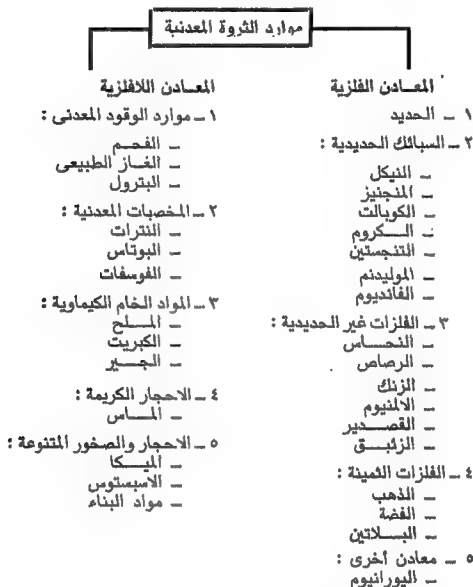 موارد الثروة المعدنية
المعادن الفلزية
١ ـ الحديد
٢ ـ السبائك الحديدية :
ـ النيكل
ـ المنجنيز
ـ الكوبالت
ـ الكروم
ـ التنجستين
ـ الموليدنم
ـ الفانديوم
٣ ـ الفلزات غير الحديدية :
ـ النحاس
ـ الرصاص
ـ الزنك
ـ الالمنيوم
ـ القصدير
ـ الزئبق
٤ ـ الفلزات الثمينة :
ـ الذهب
ـ الفضة
ـ البلاتين
٥ ـ معادن أخرى :
ـ اليورانيوم
المعادن اللافلزية
١ ـ موارد الوقود المعدنى :
ـ الفحم
ـ الغاز الطبيعى
ـ البترول
٢ ـ المخصبات المعدنية :
ـ النترات
ـ البوتاس
ـ الفوسفات
٣ ـ المواد الخام الكيماوية :
ـ الملح
ـ الكبريت
ـ الجير
٤ ـ الاحجار الكريمة :
ـ الماس
٥ ـ الاحجار والصخور المتنوعة :
ـ الميكا
ـ الاسبستوس
ـ مواد البناء